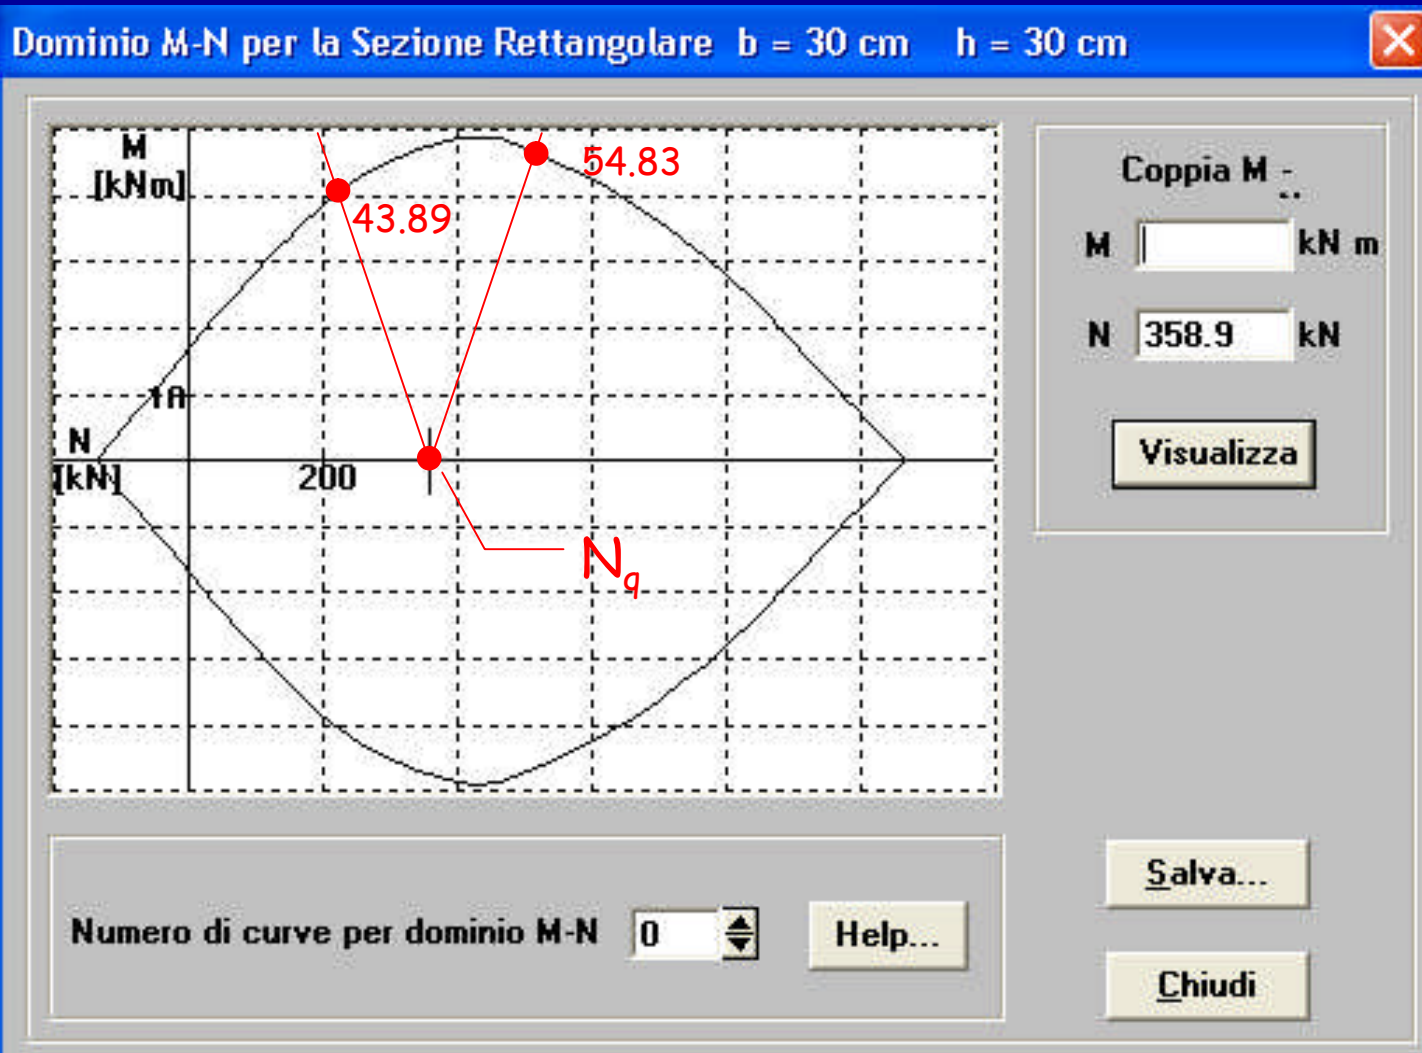 Dominio M-N per la Sezione Rettangolare b = 30 cm h = 30 cm
M
[kNm]
43.89
54.83
10
N
[kN]
200
Nq
Coppia M -
M kN m
N 358.9 kN
Visualizza
Numero di curve per dominio M-N 0 Help...
Salva...
Chiudi